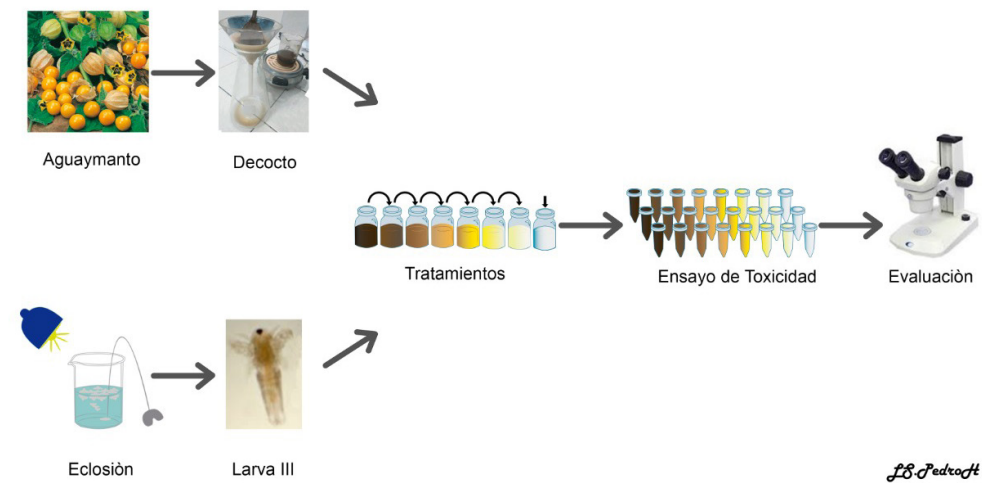 Aguaymanto
Decocto
Tratamientos
Ensayo de Toxicidad
Evaluaciòn
Eclosiòn
Larva III
LS.PedroH